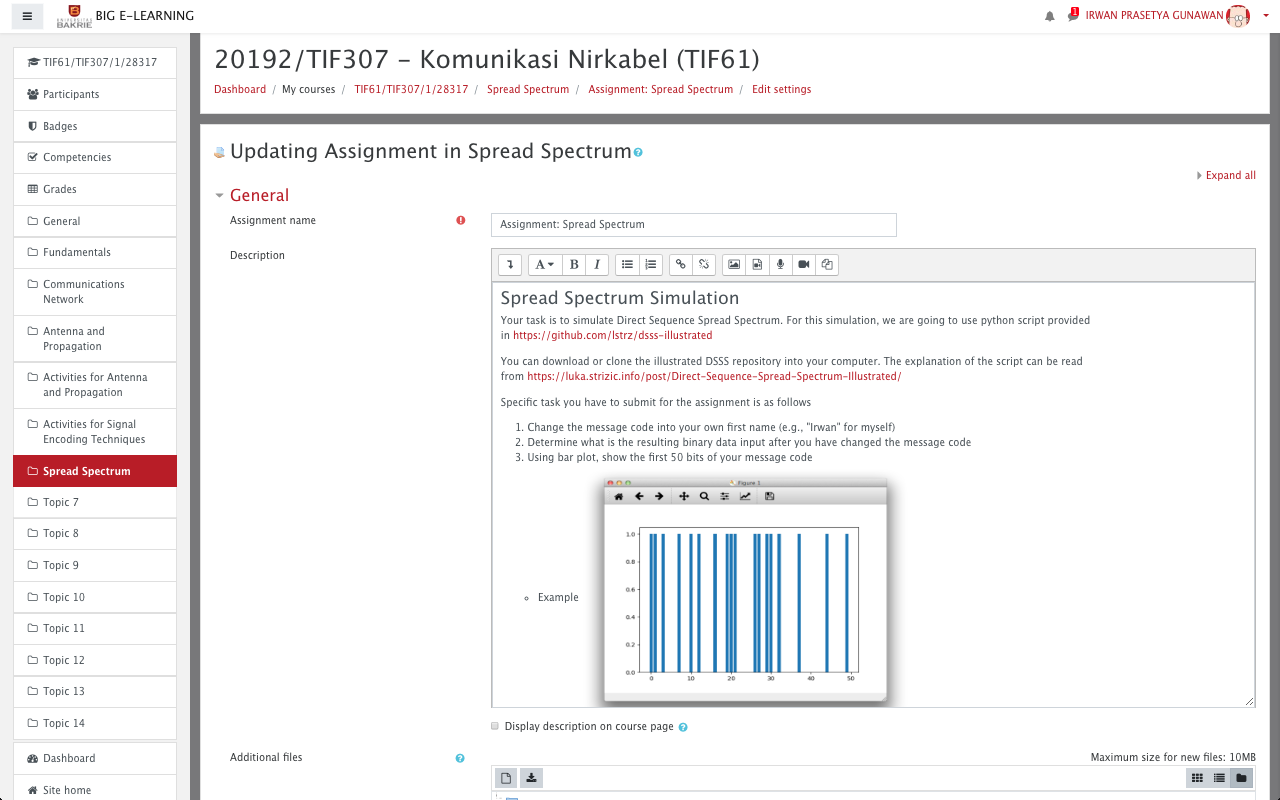 UNIVERSITAS
BAKRIE
BIG E-LEARNING
1
IRWAN PRASETYA GUNAWAN
TIF61/TIF307/1/28317
Participants
Badges
Competencies
Grades
General
Fundamentals
Communications
Network
Antenna and
Propagation
Activities for Antenna
and Propagation
Activities for Signal
Encoding Techniques
Spread Spectrum
Topic 7
Topic 8
Topic 9
Topic 10
Topic 11
Topic 12
Topic 13
Topic 14
Dashboard
Site home
20192/TIF307 - Komunikasi Nirkabel (TIF61)
Dashboard / My courses / TIF61/TIF307/1/28317 / Spread Spectrum / Assignment: Spread Spectrum / Edit settings
Updating Assignment in Spread Spectrum
Expand all
General
Assignment name
Assignment: Spread Spectrum
Description
A B I
Spread Spectrum Simulation
Your task is to simulate Direct Sequence Spread Spectrum. For this simulation, we are going to use python script provided
in https://github.com/lstrz/dsss-illustrated
You can download or clone the illustrated DSSS repository into your computer. The explanation of the script can be read
from https://luka.strizic.info/post/Direct-Sequence-Spread-Spectrum-Illustrated/
Specific task you have to submit for the assignment is as follows
1. Change the message code into your own first name (e.g., "Irwan" for myself)
2. Determine what is the resulting binary data input after you have changed the message code
3. Using bar plot, show the first 50 bits of your message code
Example
Figure 1
1.0
0.8
0.6
0.4
0.2
0.0
0 10 20 30 40 50
Display description on course page
Additional files
Maximum size for new files: 10MB